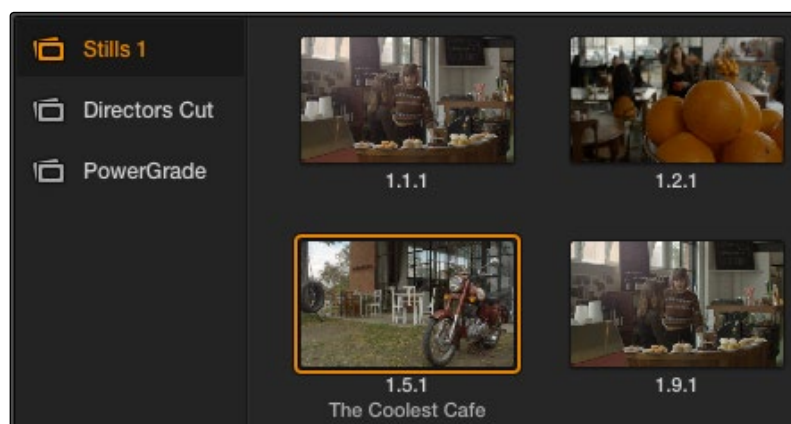 Stills 1
Directors Cut
PowerGrade
1.1.1
1.2.1
1.5.1
The Coolest Cafe
1.9.1